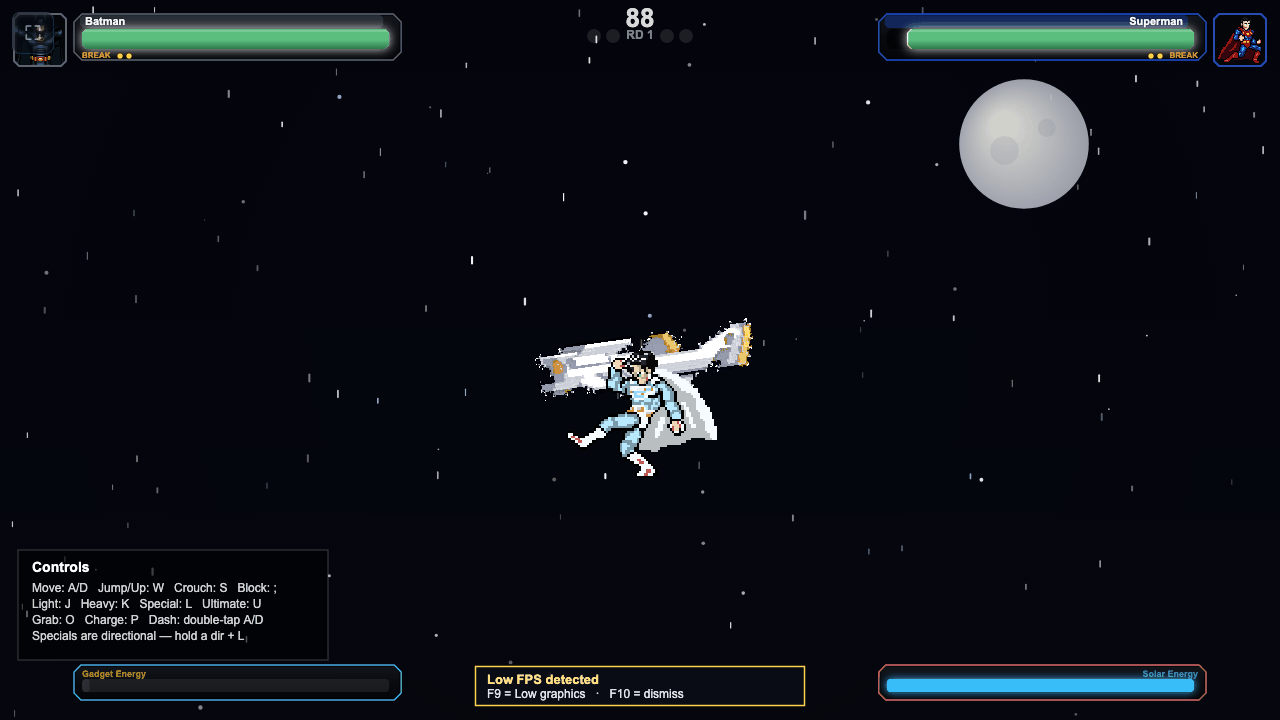 Batman
BREAK
88
RD 1
Superman
BREAK
Controls
Move: A/D Jump/Up: W Crouch: S Block: ;
Light: J Heavy: K Special: L Ultimate: U
Grab: O Charge: P Dash: double-tap A/D
Specials are directional — hold a dir + L
Gadget Energy
Low FPS detected
F9 = Low graphics · F10 = dismiss
Solar Energy